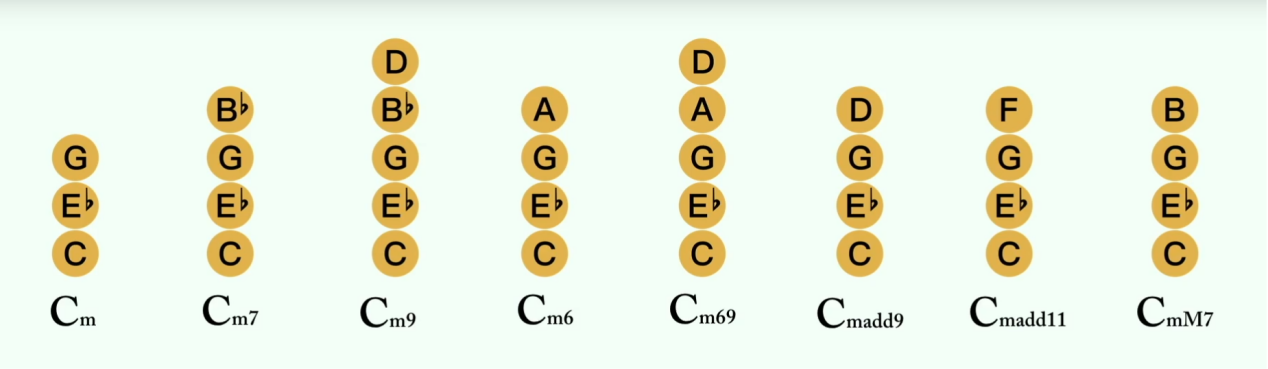 D D
B♭ B♭ A A D F B
G G G G G G G G
E♭ E♭ E♭ E♭ E♭ E♭ E♭ E♭
C C C C C C C C
Cm Cm7 Cm9 Cm6 Cm69 Cmadd9 Cmadd11 CmM7